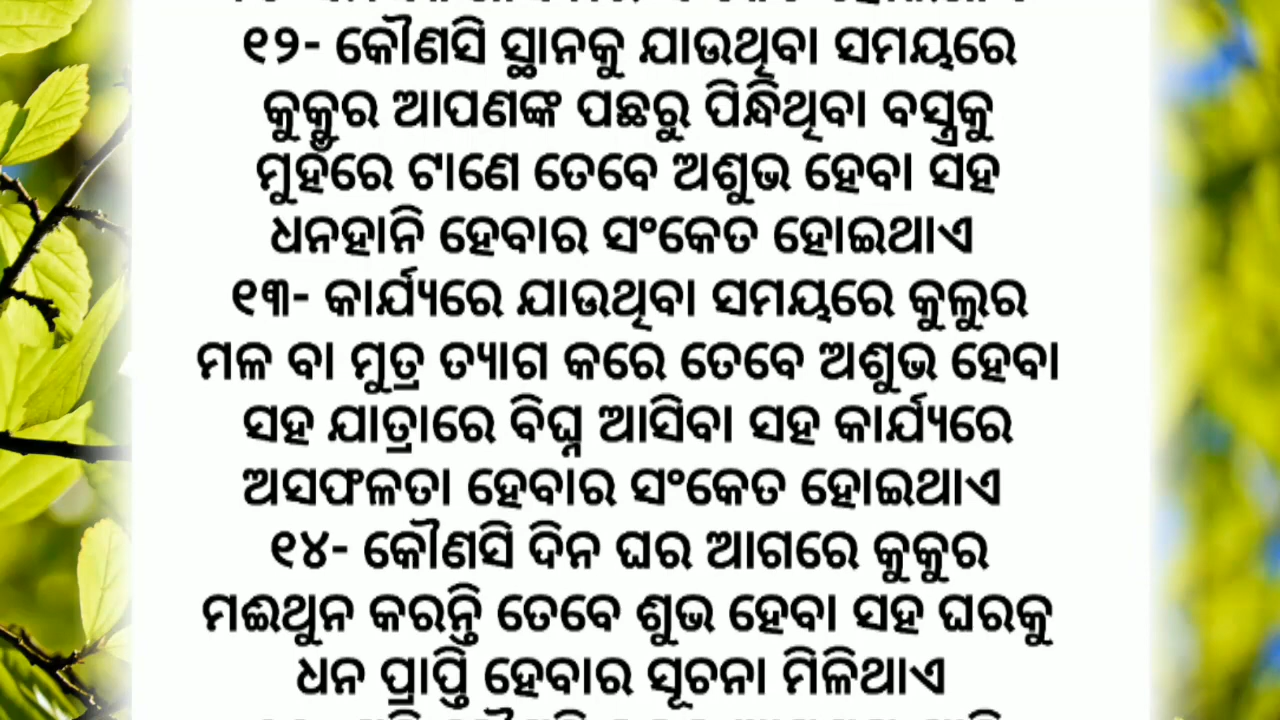 ୧୨- କୌଣସି ସ୍ଥାନକୁ ଯାଉଥିବା ସମୟରେ
କୁକୁର ଆପଣଙ୍କ ପଛରୁ ପିନ୍ଧିଥିବା ବସ୍ତ୍ରକୁ
ମୁହଁରେ ଟାଣେ ତେବେ ଅଶୁଭ ହେବା ସହ
ଧନହାନି ହେବାର ସଂକେତ ହୋଇଥାଏ
୧୩- କାର୍ଯ୍ୟରେ ଯାଉଥିବା ସମୟରେ କୁଲୁର
ମଳ ବା ମୁତ୍ର ତ୍ୟାଗ କରେ ତେବେ ଅଶୁଭ ହେବା
ସହ ଯାତ୍ରାରେ ବିଘ୍ନ ଆସିବା ସହ କାର୍ଯ୍ୟରେ
ଅସଫଳତା ହେବାର ସଂକେତ ହୋଇଥାଏ
୧୪- କୌଣସି ଦିନ ଘର ଆଗରେ କୁକୁର
ମଈଥୁନ କରନ୍ତି ତେବେ ଶୁଭ ହେବା ସହ ଘରକୁ
ଧନ ପ୍ରାପ୍ତି ହେବାର ସୂଚନା ମିଳିଥାଏ